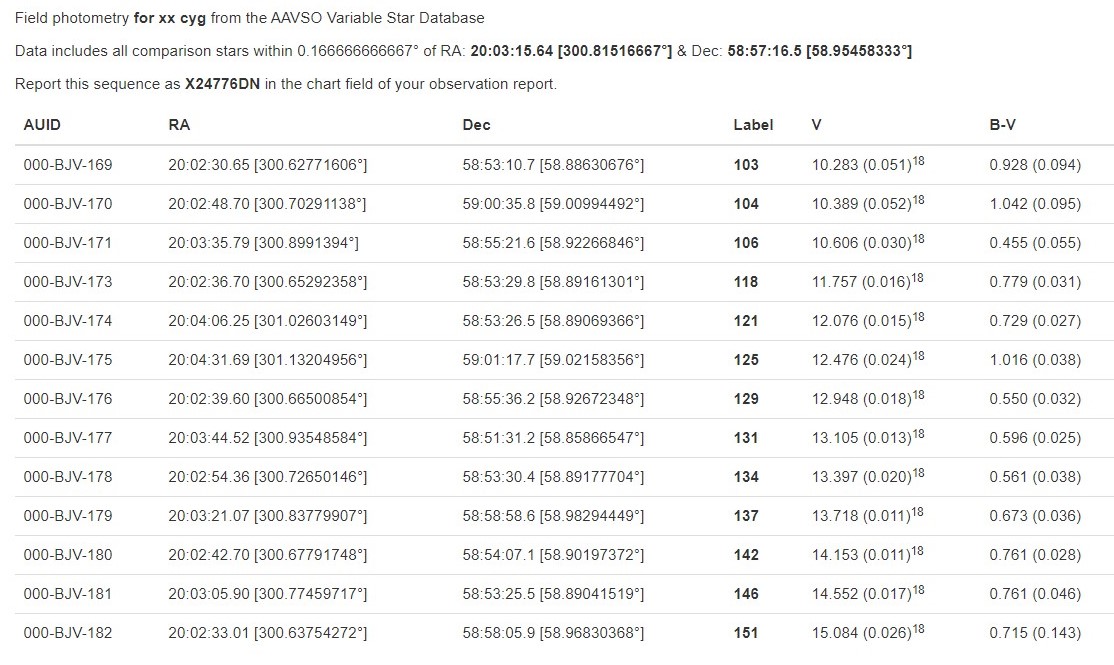 Field photometry for xx cyg from the AAVSO Variable Star Database
Data includes all comparison stars within 0.166666666667° of RA: 20:03:15.64 [300.81516667°] & Dec: 58:57:16.5 [58.95458333°]
Report this sequence as X24776DN in the chart field of your observation report.
AUID RA Dec Label V B-V
000-BJV-169 20:02:30.65 [300.62771606°] 58:53:10.7 [58.88630676°] 103 10.283 (0.051)18 0.928 (0.094)
000-BJV-170 20:02:48.70 [300.70291138°] 59:00:35.8 [59.00994492°] 104 10.389 (0.052)18 1.042 (0.095)
000-BJV-171 20:03:35.79 [300.8991394°] 58:55:21.6 [58.92266846°] 106 10.606 (0.030)18 0.455 (0.055)
000-BJV-173 20:02:36.70 [300.65292358°] 58:53:29.8 [58.89161301°] 118 11.757 (0.016)18 0.779 (0.031)
000-BJV-174 20:04:06.25 [301.02603149°] 58:53:26.5 [58.89069366°] 121 12.076 (0.015)18 0.729 (0.027)
000-BJV-175 20:04:31.69 [301.13204956°] 59:01:17.7 [59.02158356°] 125 12.476 (0.024)18 1.016 (0.038)
000-BJV-176 20:02:39.60 [300.66500854°] 58:55:36.2 [58.92672348°] 129 12.948 (0.018)18 0.550 (0.032)
000-BJV-177 20:03:44.52 [300.93548584°] 58:51:31.2 [58.85866547°] 131 13.105 (0.013)18 0.596 (0.025)
000-BJV-178 20:02:54.36 [300.72650146°] 58:53:30.4 [58.89177704°] 134 13.397 (0.020)18 0.561 (0.038)
000-BJV-179 20:03:21.07 [300.83779907°] 58:58:58.6 [58.98294449°] 137 13.718 (0.011)18 0.673 (0.036)
000-BJV-180 20:02:42.70 [300.67791748°] 58:54:07.1 [58.90197372°] 142 14.153 (0.011)18 0.761 (0.028)
000-BJV-181 20:03:05.90 [300.77459717°] 58:53:25.5 [58.89041519°] 146 14.552 (0.017)18 0.761 (0.046)
000-BJV-182 20:02:33.01 [300.63754272°] 58:58:05.9 [58.96830368°] 151 15.084 (0.026)18 0.715 (0.143)